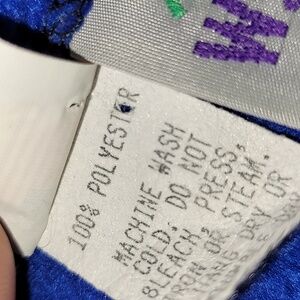 W
100% POLYESTER
MACHINE WASH
COLD. DO NOT
BLEACH, PRESS,
IRON OR STEAM.
DRY OR